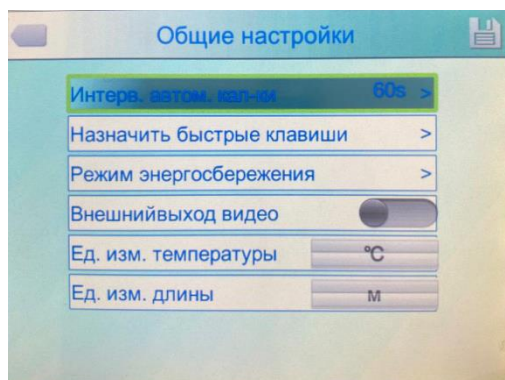 Общие настройки
Интерв. автом. кал-ки 60s >
Назначить быстрые клавиши >
Режим энергосбережения >
Внешнийвыход видео
Ед. изм. температуры °C
Ед. изм. длины М